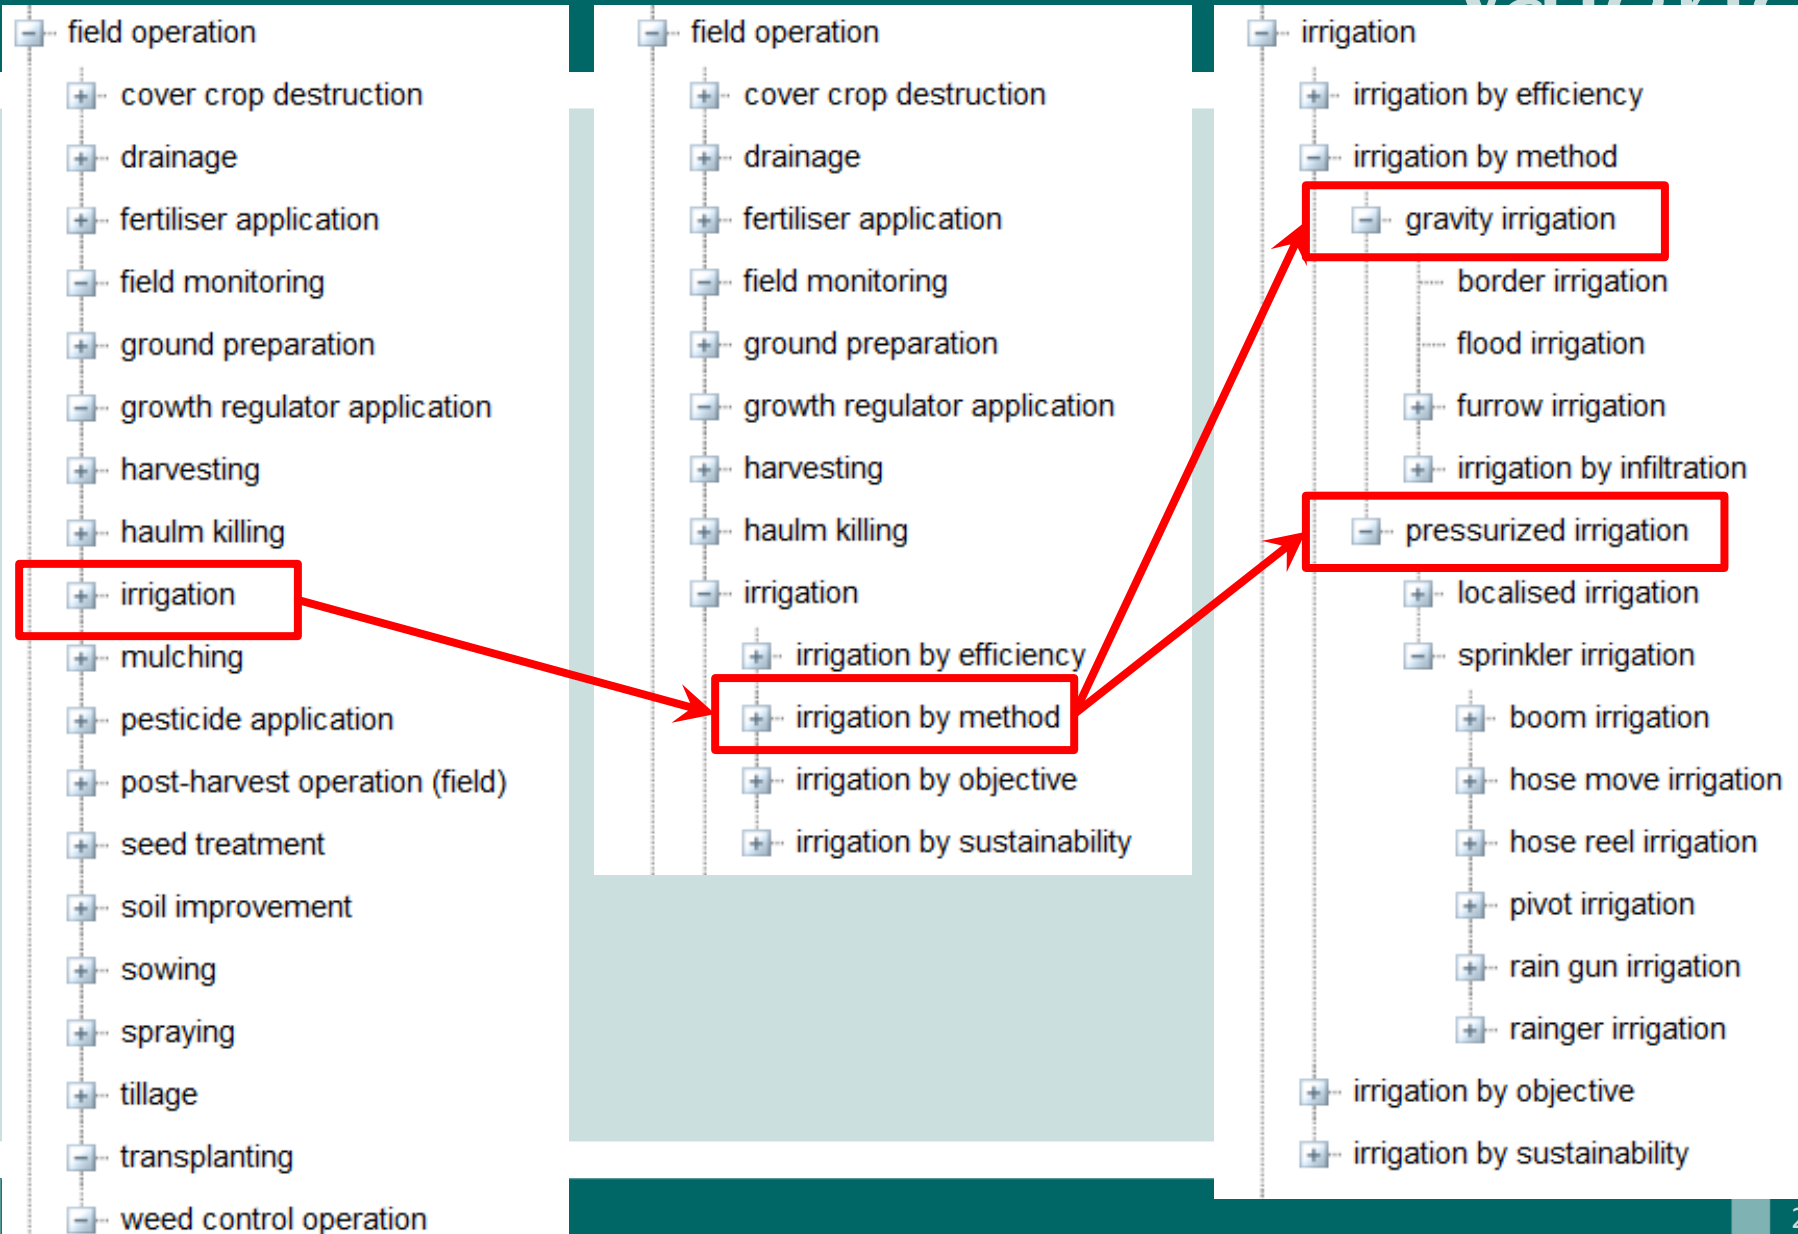 field operation
cover crop destruction
drainage
fertiliser application
field monitoring
ground preparation
growth regulator application
harvesting
haulm killing
irrigation
mulching
pesticide application
post-harvest operation (field)
seed treatment
soil improvement
sowing
spraying
tillage
transplanting
weed control operation
field operation
cover crop destruction
drainage
fertiliser application
field monitoring
ground preparation
growth regulator application
harvesting
haulm killing
irrigation
irrigation by efficiency
irrigation by method
irrigation by objective
irrigation by sustainability
irrigation
irrigation by efficiency
irrigation by method
gravity irrigation
border irrigation
flood irrigation
furrow irrigation
irrigation by infiltration
pressurized irrigation
localised irrigation
sprinkler irrigation
boom irrigation
hose move irrigation
hose reel irrigation
pivot irrigation
rain gun irrigation
rainger irrigation
irrigation by objective
irrigation by sustainability